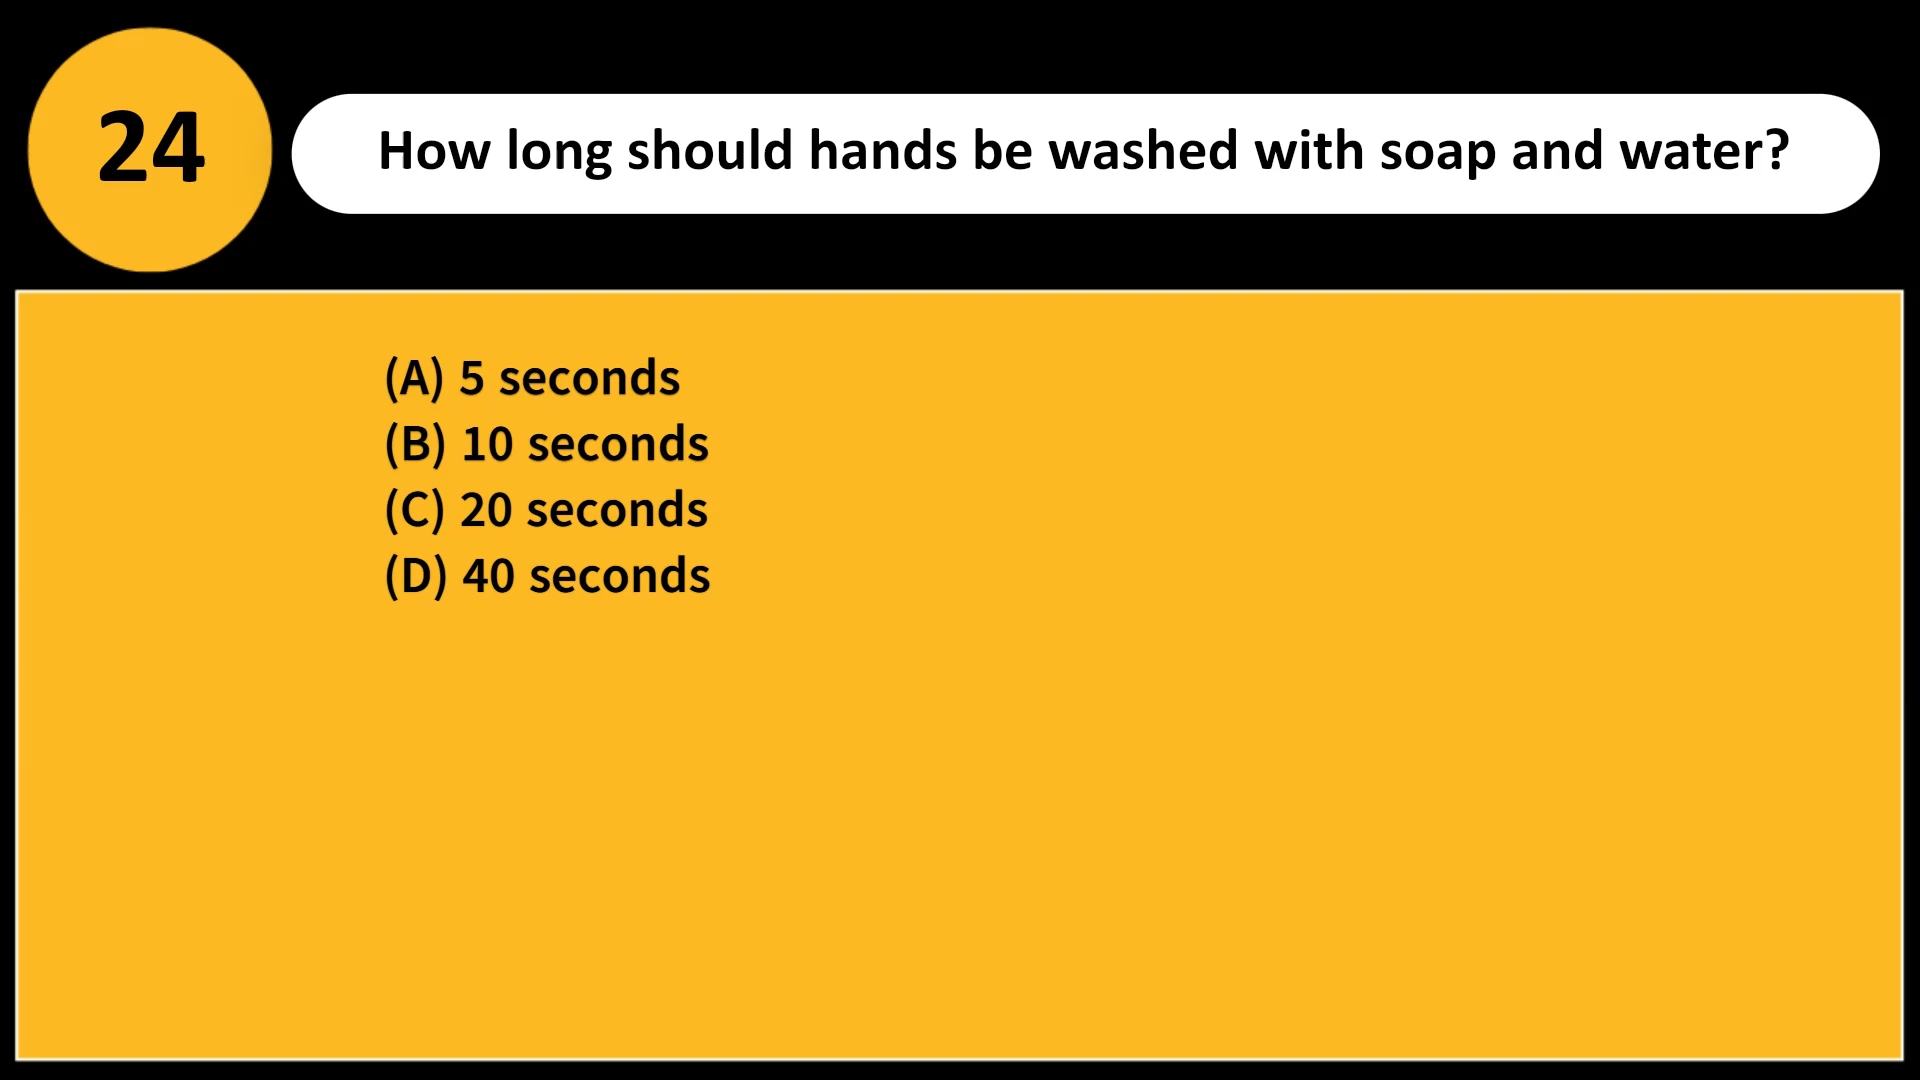 24
How long should hands be washed with soap and water?
(A) 5 seconds
(B) 10 seconds
(C) 20 seconds
(D) 40 seconds